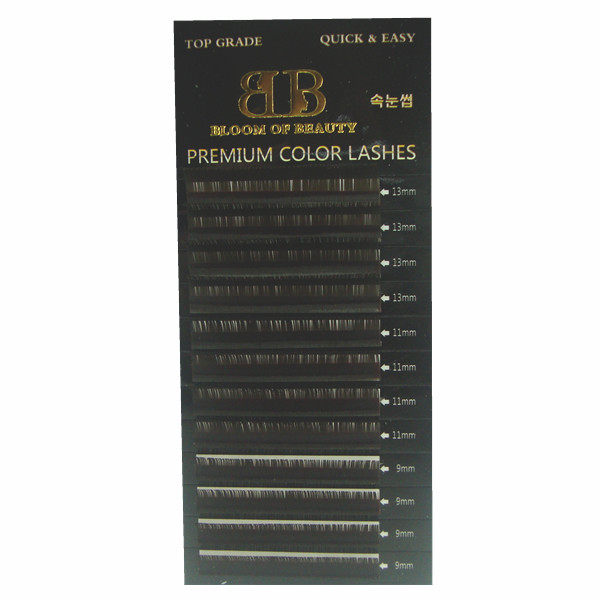 TOP GRADE QUICK & EASY
BB
속눈썹
BLOOM OF BEAUTY
PREMIUM COLOR LASHES
13mm
13mm
13mm
13mm
11mm
11mm
11mm
11mm
9mm
9mm
9mm
9mm